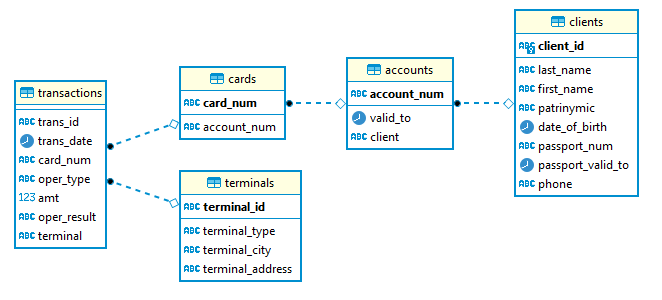 transactions
ABC trans_id
trans_date
ABC card_num
ABC oper_type
123 amt
ABC oper_result
ABC terminal
cards
ABC card_num
ABC account_num
terminals
ABC terminal_id
ABC terminal_type
ABC terminal_city
ABC terminal_address
accounts
ABC account_num
valid_to
ABC client
clients
ABC client_id
ABC last_name
ABC first_name
ABC patrinymic
date_of_birth
ABC passport_num
passport_valid_to
ABC phone